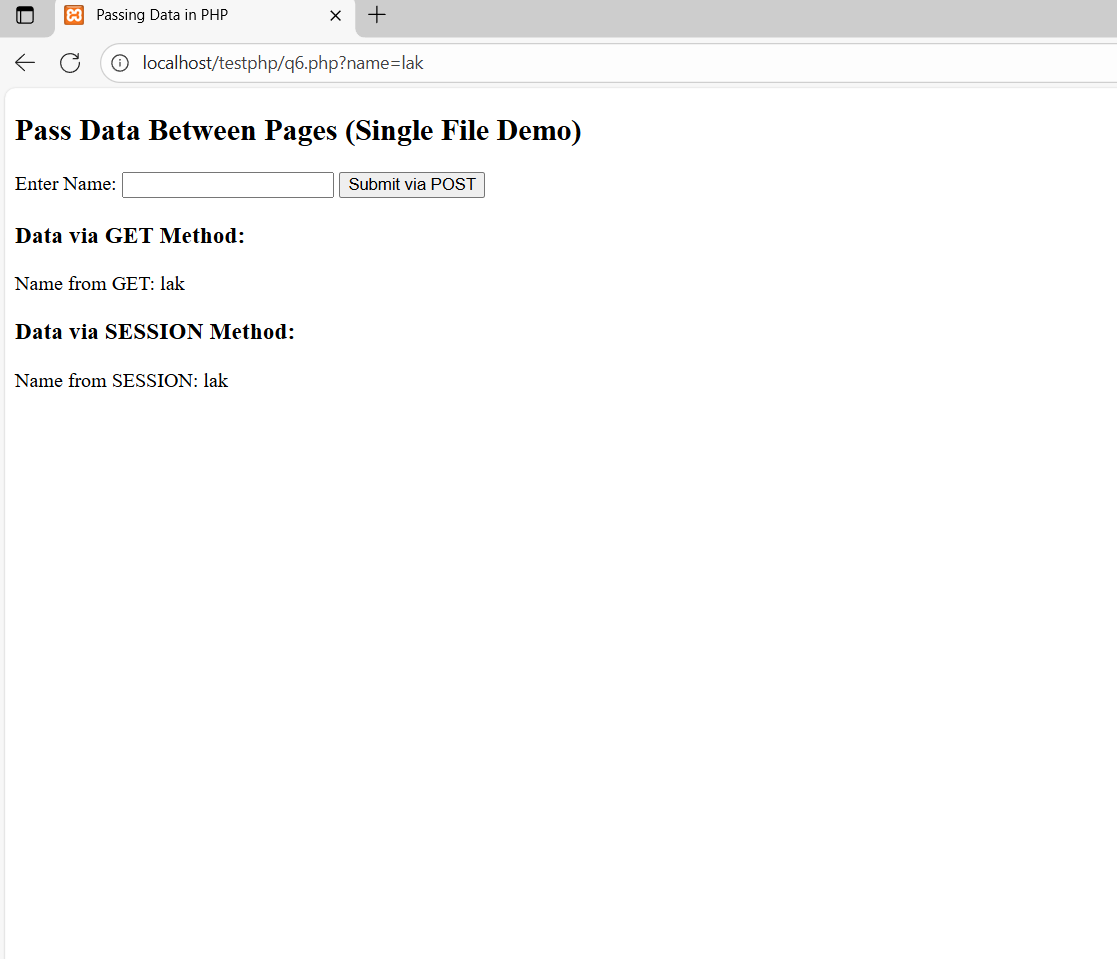 Passing Data in PHP
localhost/testphp/q6.php?name=lak
Pass Data Between Pages (Single File Demo)
Enter Name: Submit via POST
Data via GET Method:
Name from GET: lak
Data via SESSION Method:
Name from SESSION: lak